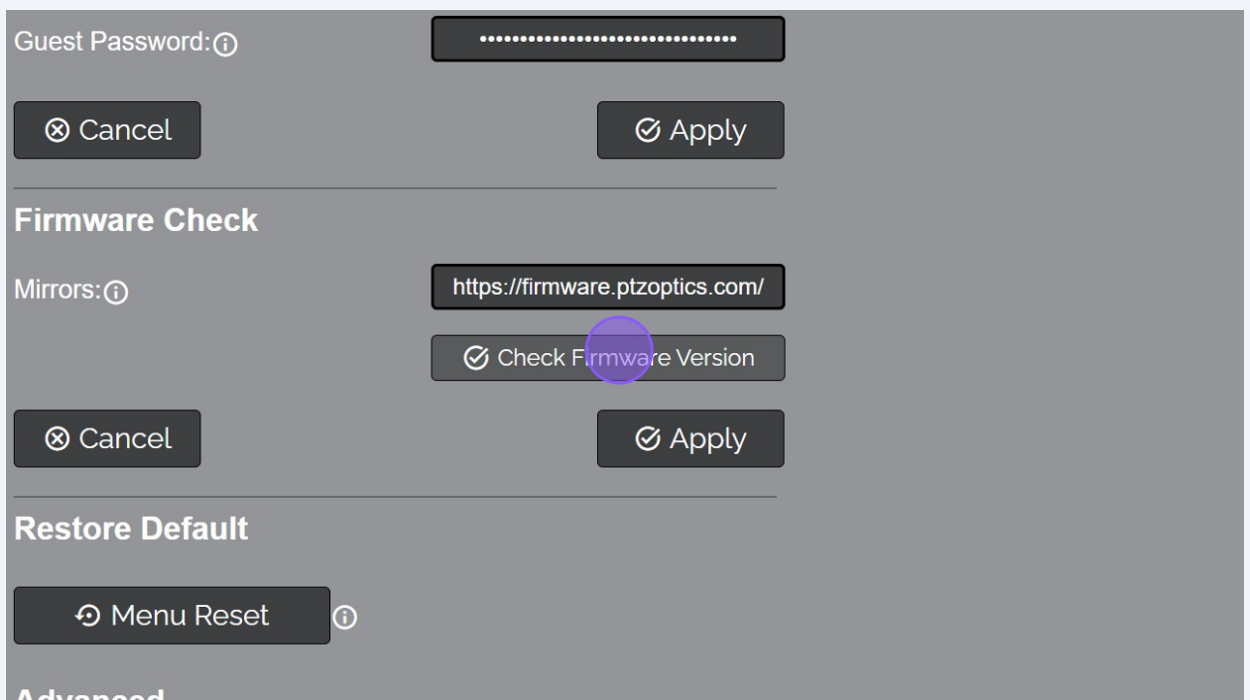 Guest Password:
•••••••••••••••••••••••••••••••••
Cancel
Apply
Firmware Check
Mirrors:
https://firmware.ptzoptics.com/
Check Firmware Version
Cancel
Apply
Restore Default
Menu Reset
Advanced